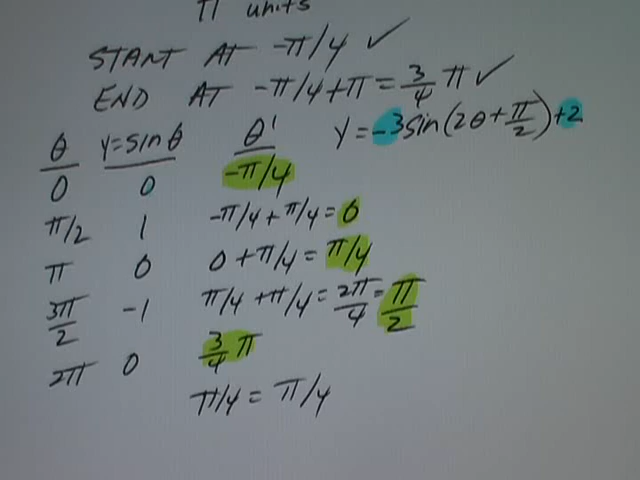 π units
START AT -π/4 ✓
END AT -π/4+π = 3/4 π ✓
y = -3sin(2θ + π/2) + 2
θ y=sinθ θ'
0 0 -π/4
π/2 1 -π/4+π/4=0
π 0 0+π/4=π/4
3π/2 -1 π/4+π/4=2π/4=π/2
2π 0 3/4 π
π/4=π/4